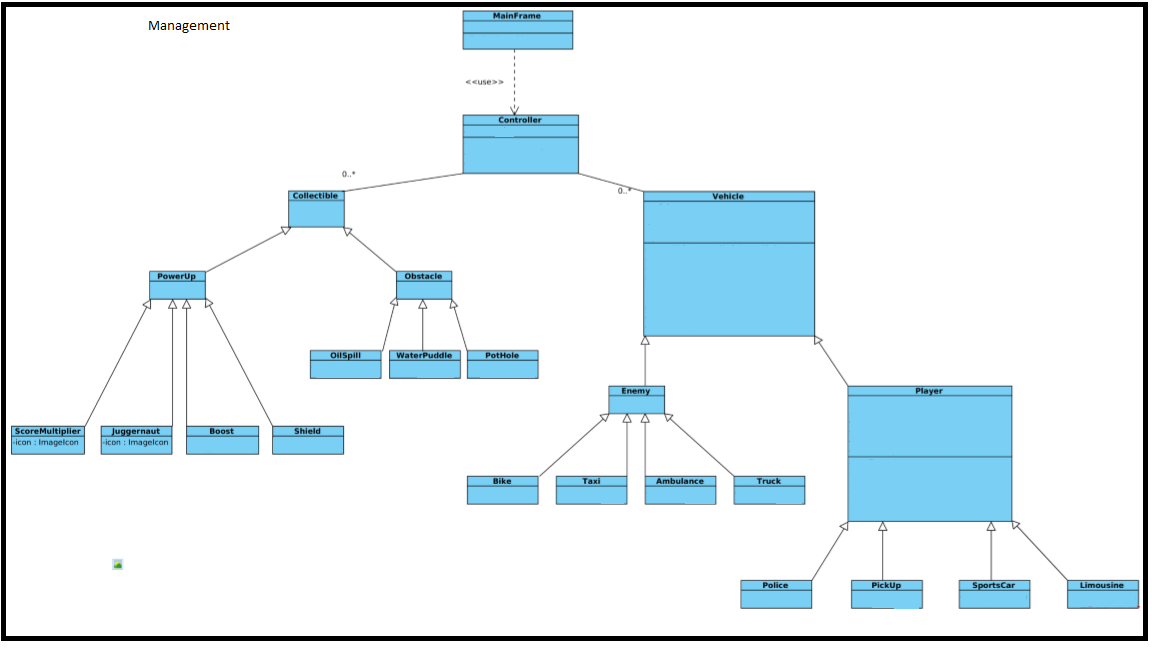 MainFrame
Management
<<use>>
Controller
0..*
0..*
Collectible
Vehicle
PowerUp
Obstacle
OilSpill
WaterPuddle
PotHole
Enemy
Player
ScoreMultiplier
-icon : ImageIcon
Juggernaut
-icon : ImageIcon
Boost
Shield
Bike
Taxi
Ambulance
Truck
Police
PickUp
SportsCar
Limousine